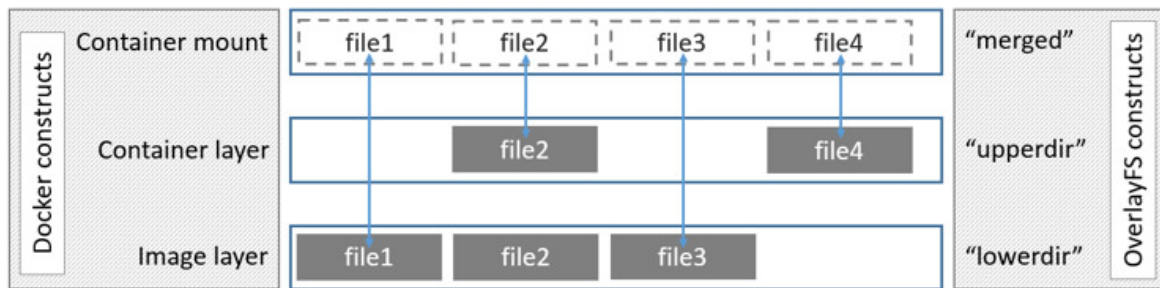 Docker constructs
Container mount
file1 file2 file3 file4
“merged”
Container layer
file2 file4
“upperdir”
Image layer
file1 file2 file3
“lowerdir”
OverlayFS constructs